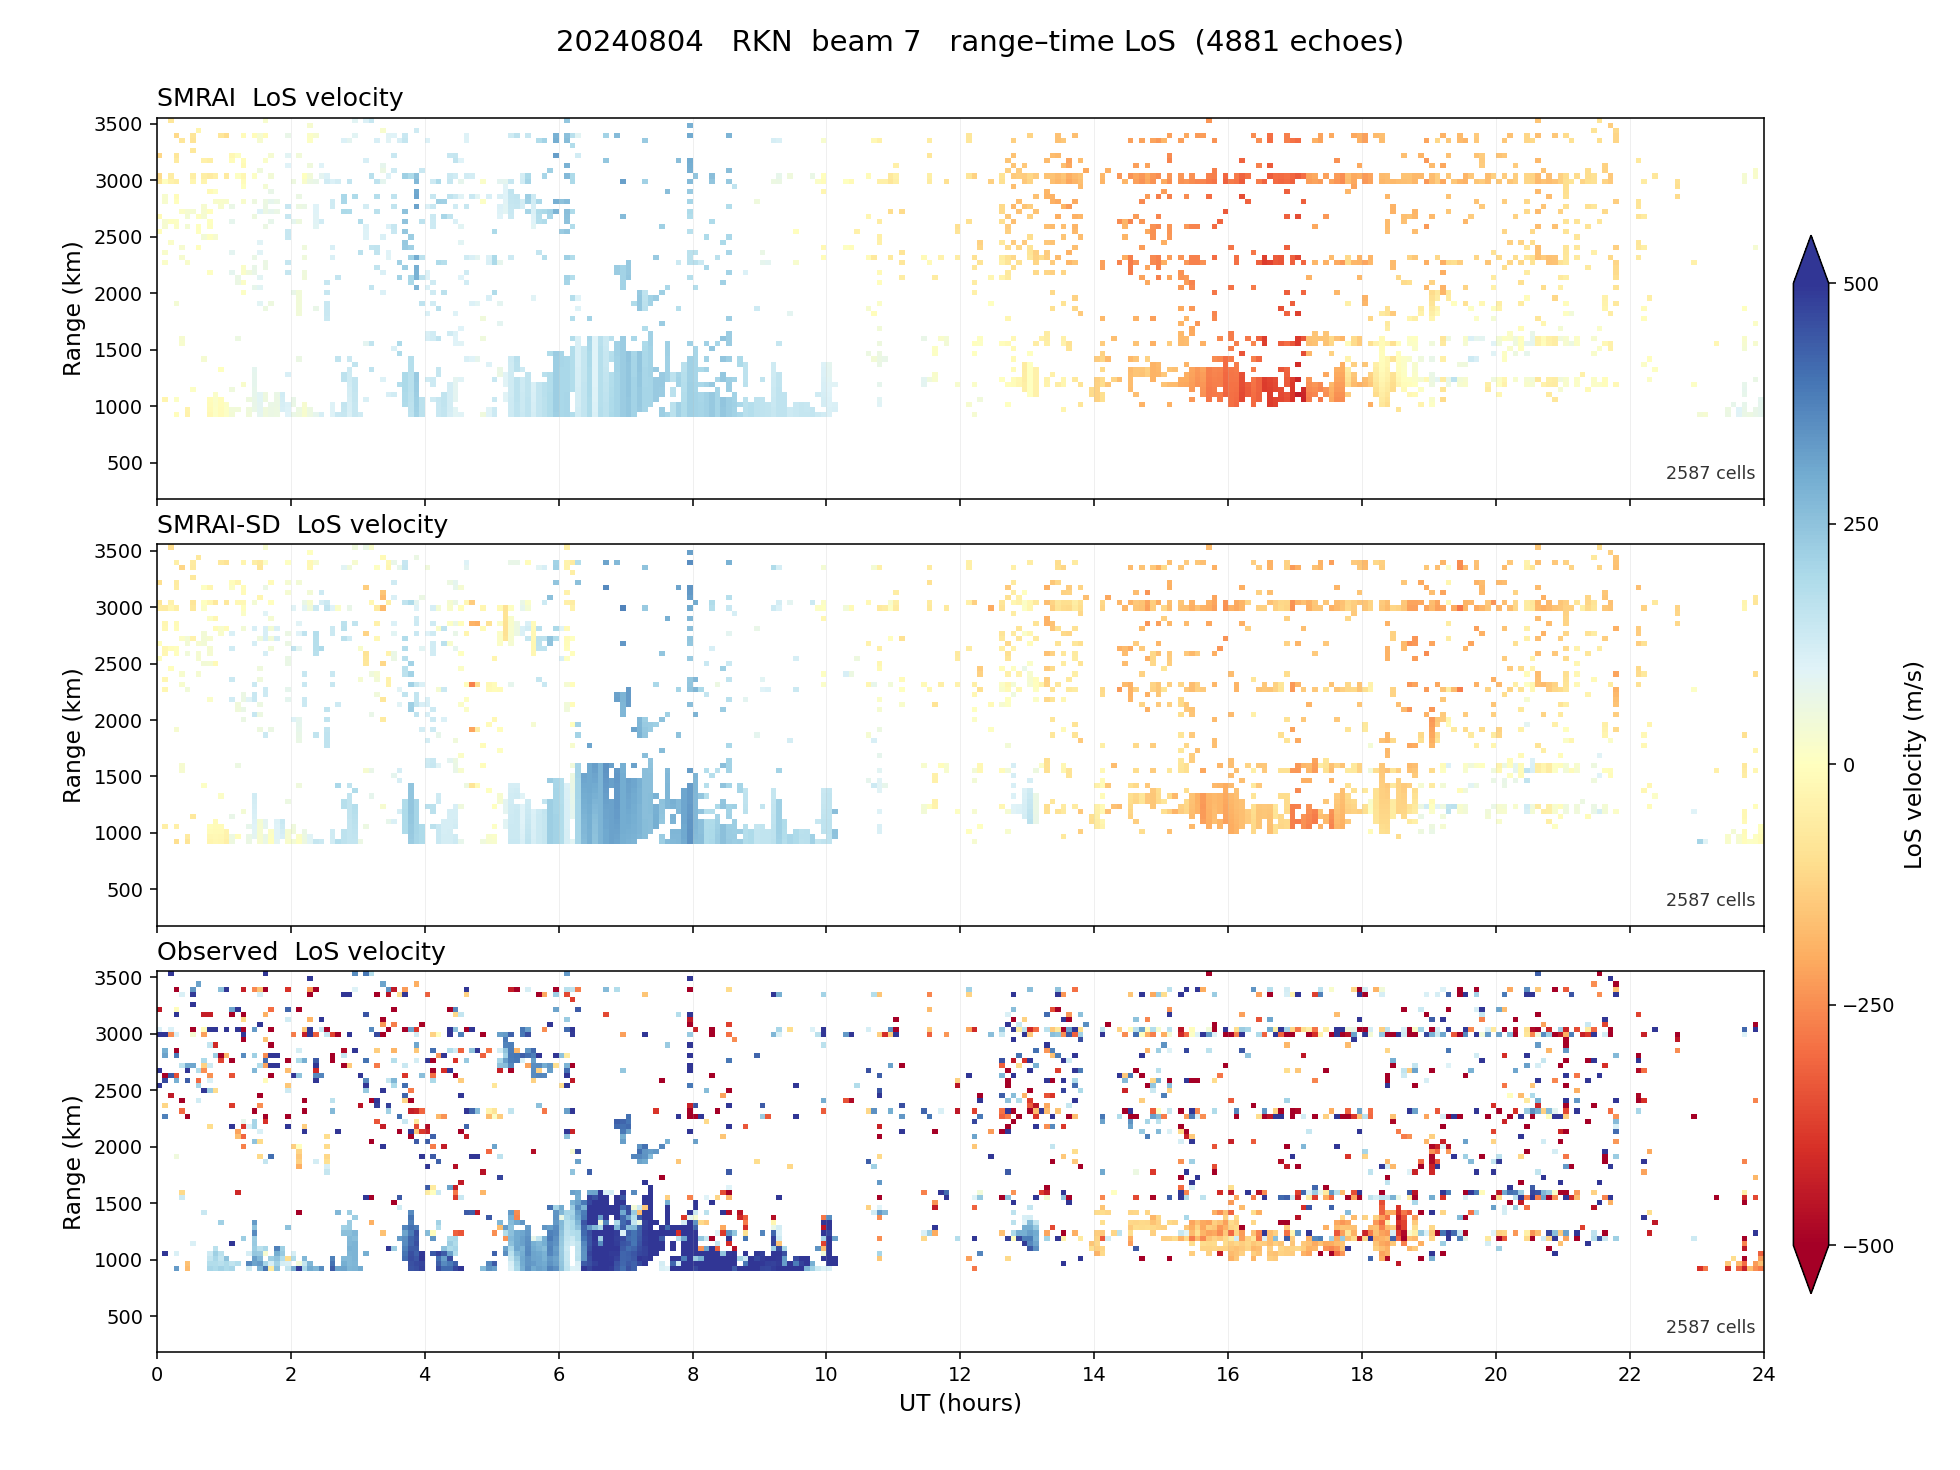 20240804   RKN  beam 7   range–time LoS  (4881 echoes)
SMRAI  LoS velocity
3500
3000
2500
2000
1500
1000
500
Range (km)
2587 cells
SMRAI-SD  LoS velocity
3500
3000
2500
2000
1500
1000
500
Range (km)
2587 cells
Observed  LoS velocity
3500
3000
2500
2000
1500
1000
500
Range (km)
2587 cells
0 2 4 6 8 10 12 14 16 18 20 22 24
UT (hours)
500
250
0
−250
−500
LoS velocity (m/s)